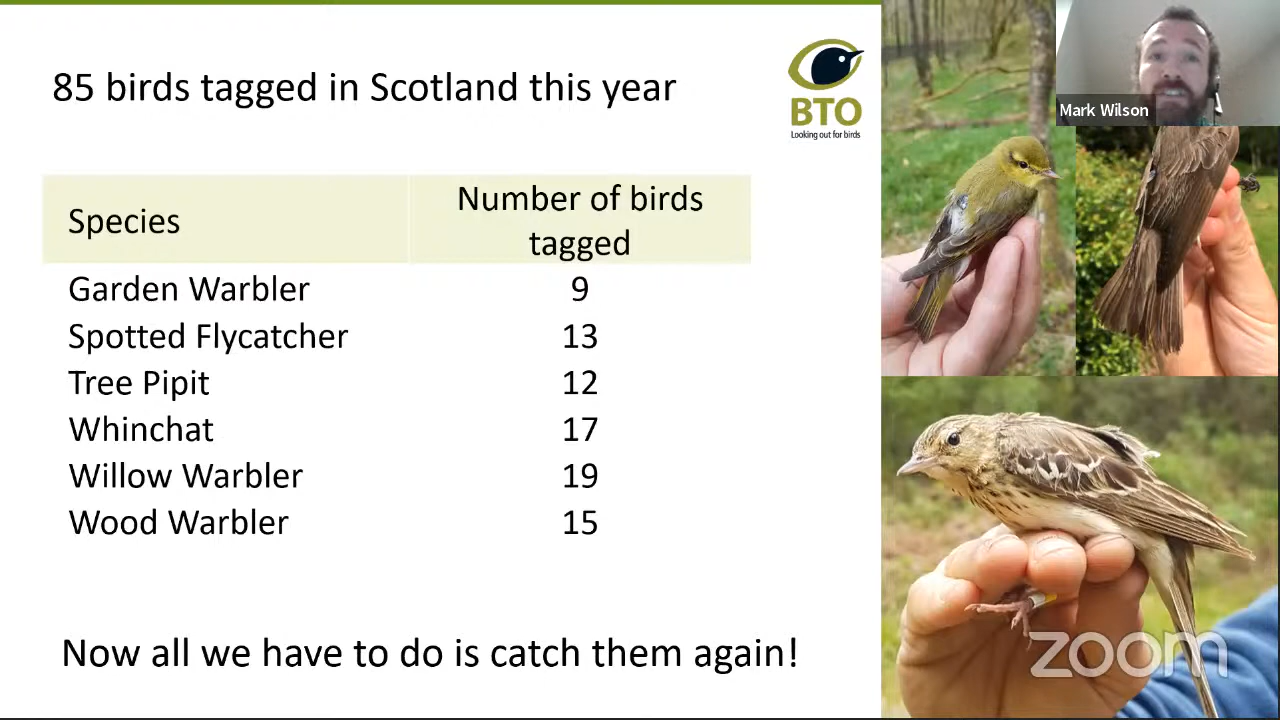 85 birds tagged in Scotland this year
BTO
Looking out for birds
Mark Wilson
Species
Number of birds
tagged
Garden Warbler 9
Spotted Flycatcher 13
Tree Pipit 12
Whinchat 17
Willow Warbler 19
Wood Warbler 15
Now all we have to do is catch them again!
zoom